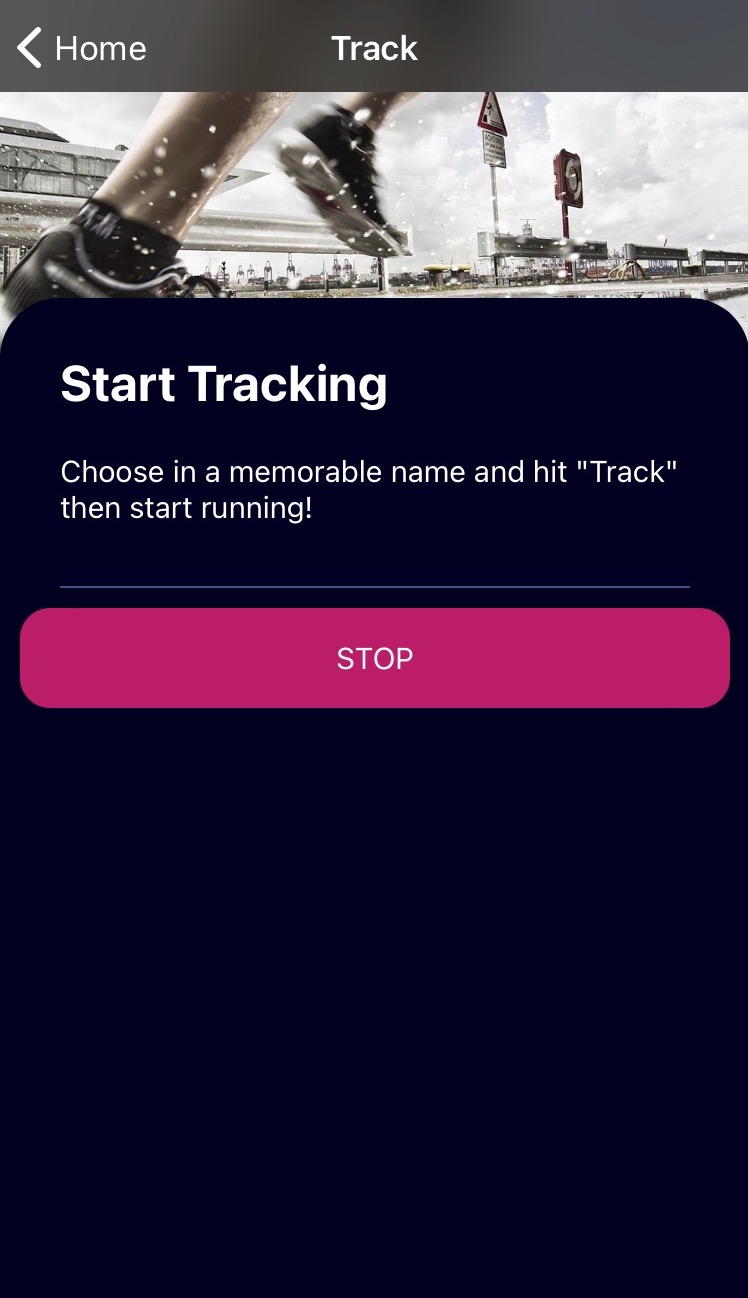 Home
Track
Start Tracking
Choose in a memorable name and hit "Track"
then start running!
STOP